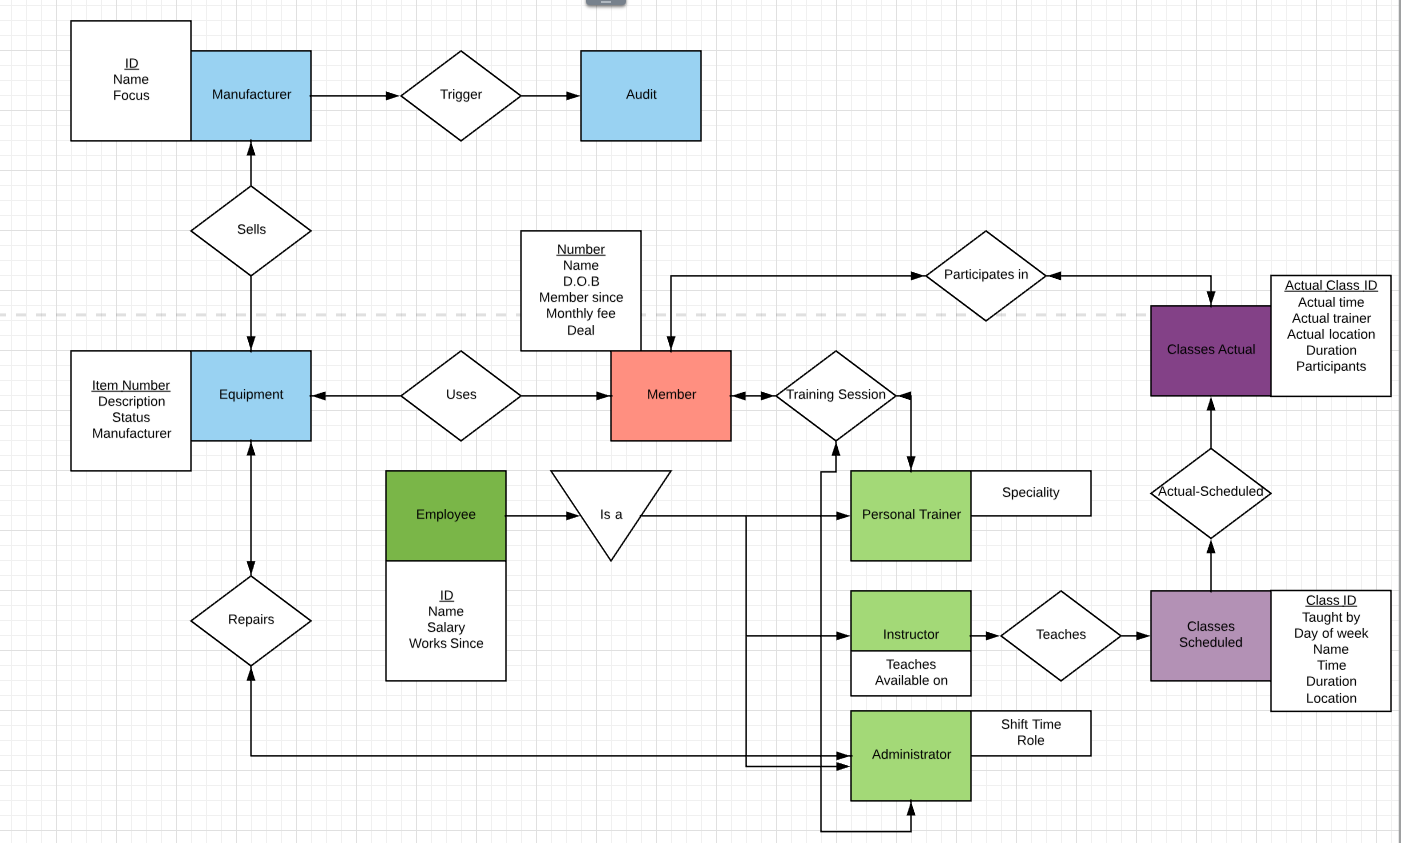 ID
Name
Focus
Manufacturer
Trigger
Audit
Sells
Number
Name
D.O.B
Member since
Monthly fee
Deal
Participates in
Actual Class ID
Actual time
Actual trainer
Actual location
Duration
Participants
Classes Actual
Item Number
Description
Status
Manufacturer
Equipment
Uses
Member
Training Session
Employee
Is a
Personal Trainer
Speciality
Actual-Scheduled
ID
Name
Salary
Works Since
Repairs
Instructor
Teaches
Available on
Teaches
Classes
Scheduled
Class ID
Taught by
Day of week
Name
Time
Duration
Location
Administrator
Shift Time
Role